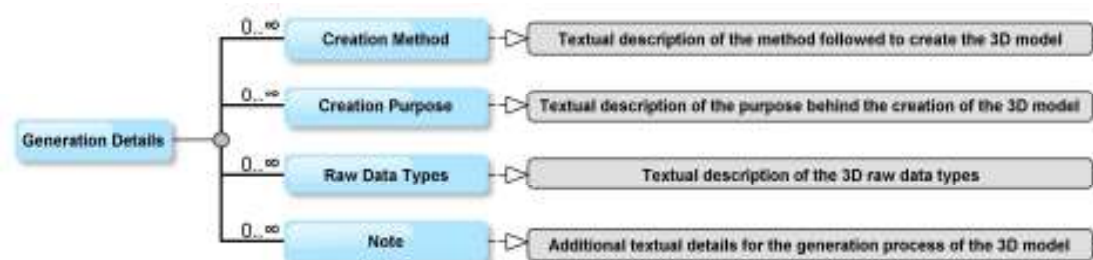 0..∞
Creation Method
Textual description of the method followed to create the 3D model
0..∞
Creation Purpose
Textual description of the purpose behind the creation of the 3D model
Generation Details
0..∞
Raw Data Types
Textual description of the 3D raw data types
0..∞
Note
Additional textual details for the generation process of the 3D model